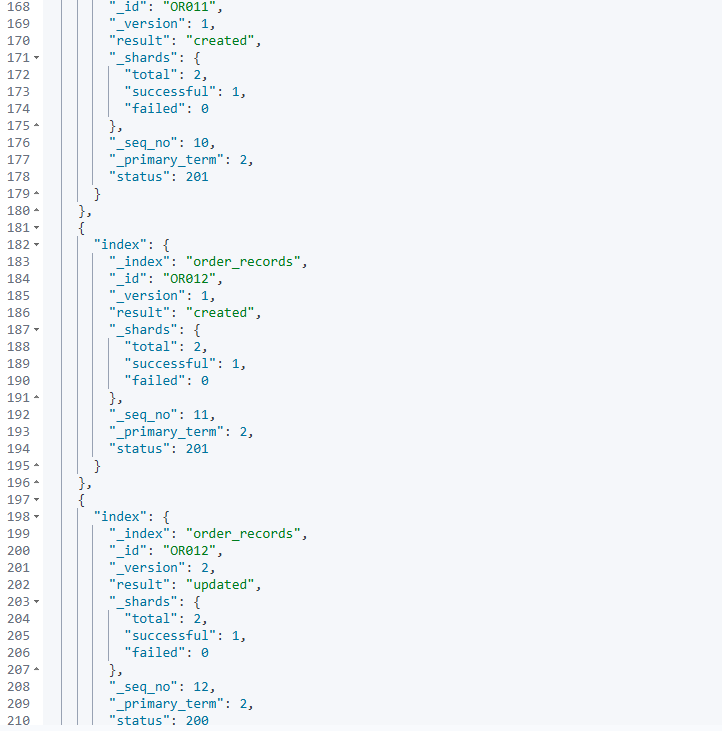 168 "_id": "OR011",
169 "_version": 1,
170 "result": "created",
171 "_shards": {
172 "total": 2,
173 "successful": 1,
174 "failed": 0
175 },
176 "_seq_no": 10,
177 "_primary_term": 2,
178 "status": 201
179 }
180 },
181 {
182 "index": {
183 "_index": "order_records",
184 "_id": "OR012",
185 "_version": 1,
186 "result": "created",
187 "_shards": {
188 "total": 2,
189 "successful": 1,
190 "failed": 0
191 },
192 "_seq_no": 11,
193 "_primary_term": 2,
194 "status": 201
195 }
196 },
197 {
198 "index": {
199 "_index": "order_records",
200 "_id": "OR012",
201 "_version": 2,
202 "result": "updated",
203 "_shards": {
204 "total": 2,
205 "successful": 1,
206 "failed": 0
207 },
208 "_seq_no": 12,
209 "_primary_term": 2,
210 "status": 200